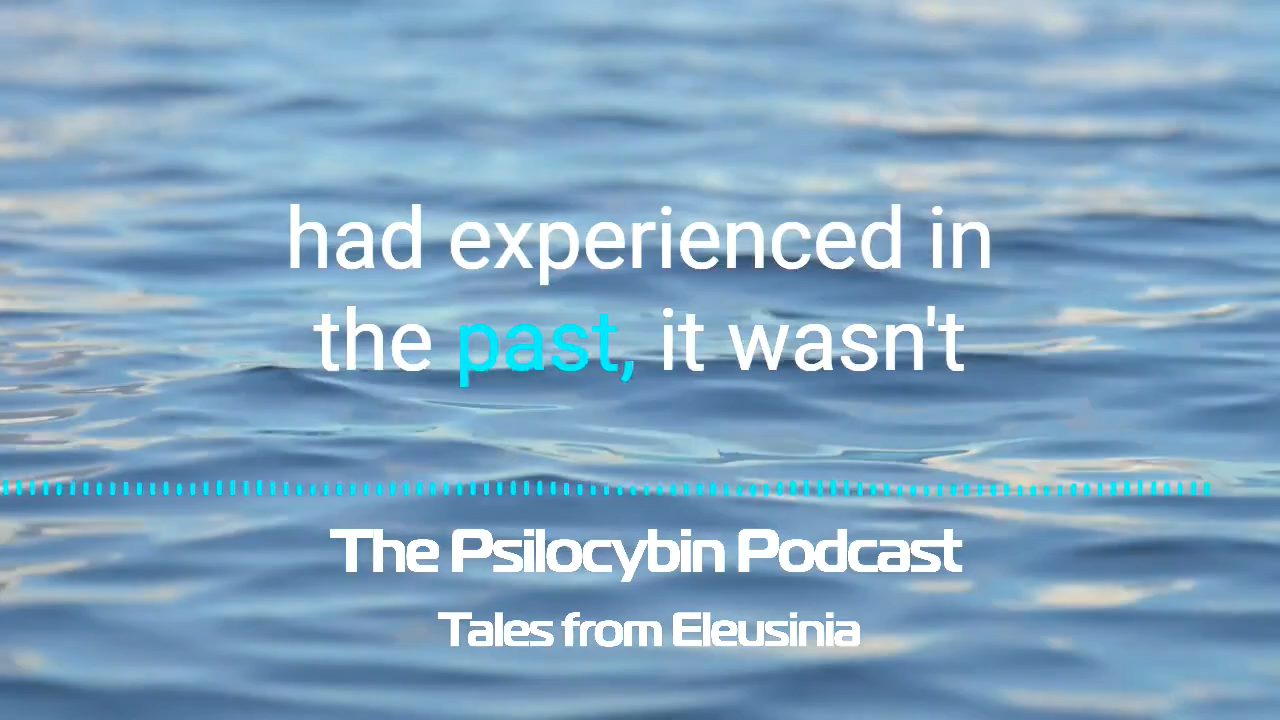 had experienced in
the past, it wasn't
The Psilocybin Podcast
Tales from Eleusinia